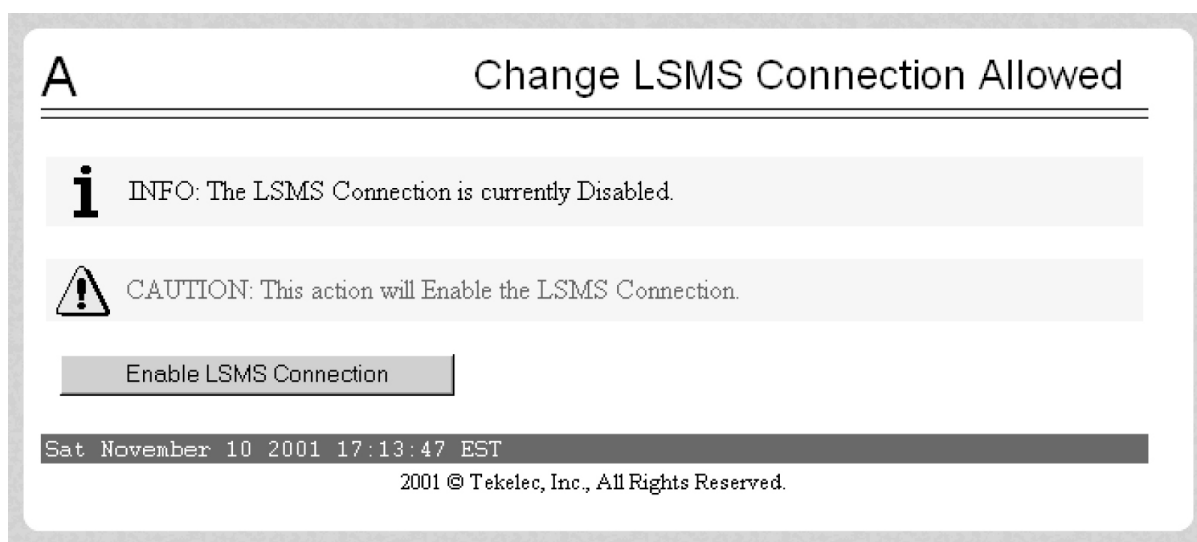 A
Change LSMS Connection Allowed
INFO: The LSMS Connection is currently Disabled.
CAUTION: This action will Enable the LSMS Connection.
Enable LSMS Connection
Sat November 10 2001 17:13:47 EST
2001 © Tekelec, Inc., All Rights Reserved.